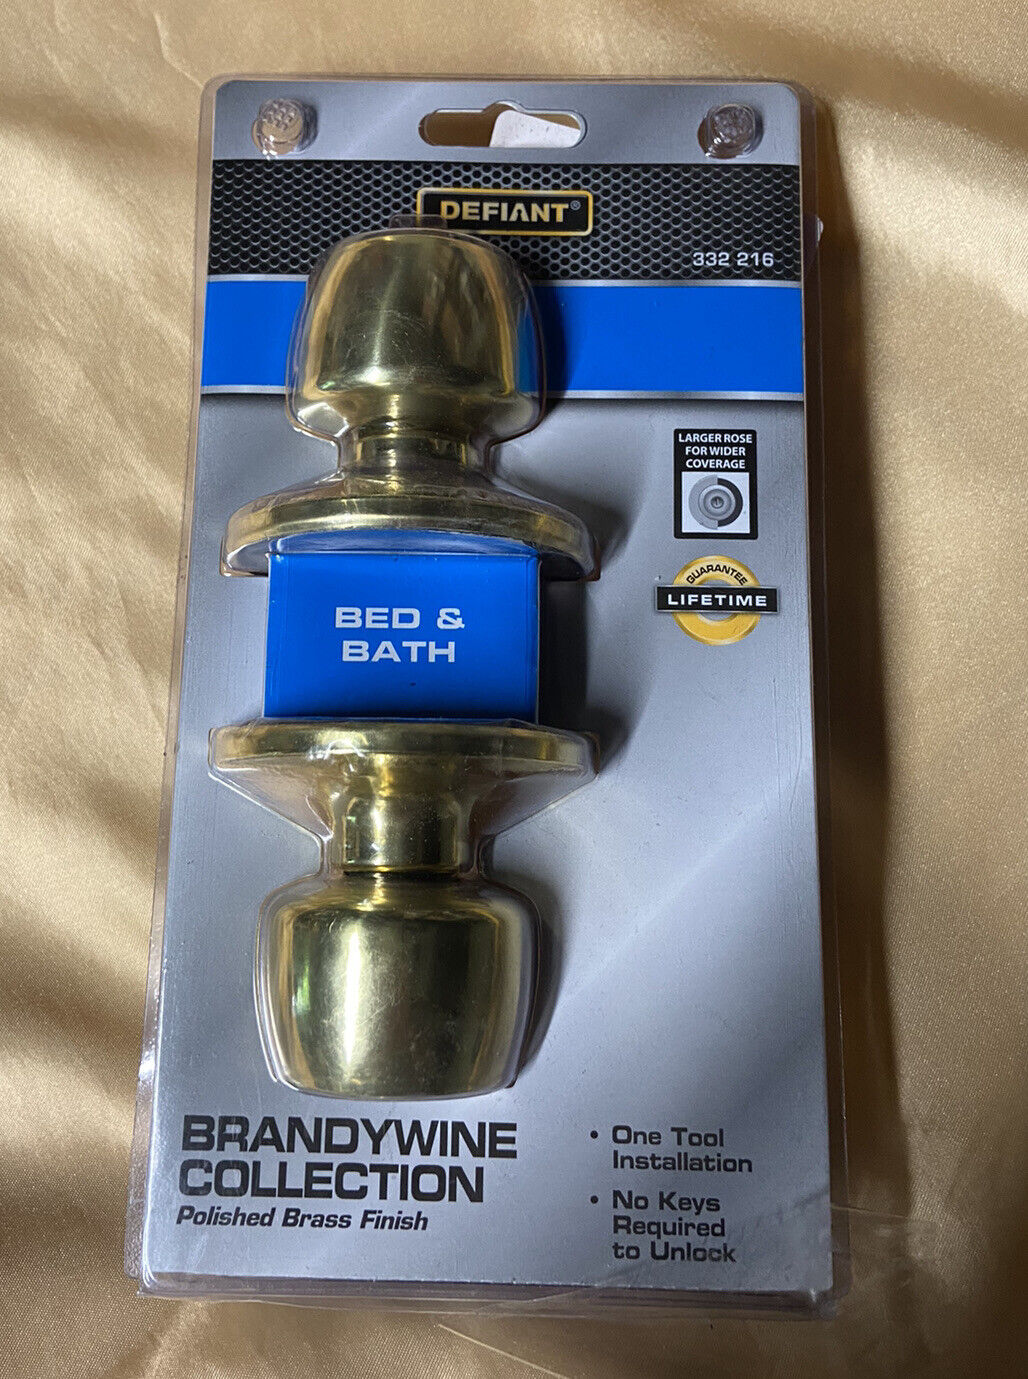 DEFIANT®
332 216
LARGER ROSE
FOR WIDER
COVERAGE
GUARANTEE
LIFETIME
BED &
BATH
BRANDYWINE
COLLECTION
Polished Brass Finish
• One Tool
Installation
• No Keys
Required
to Unlock